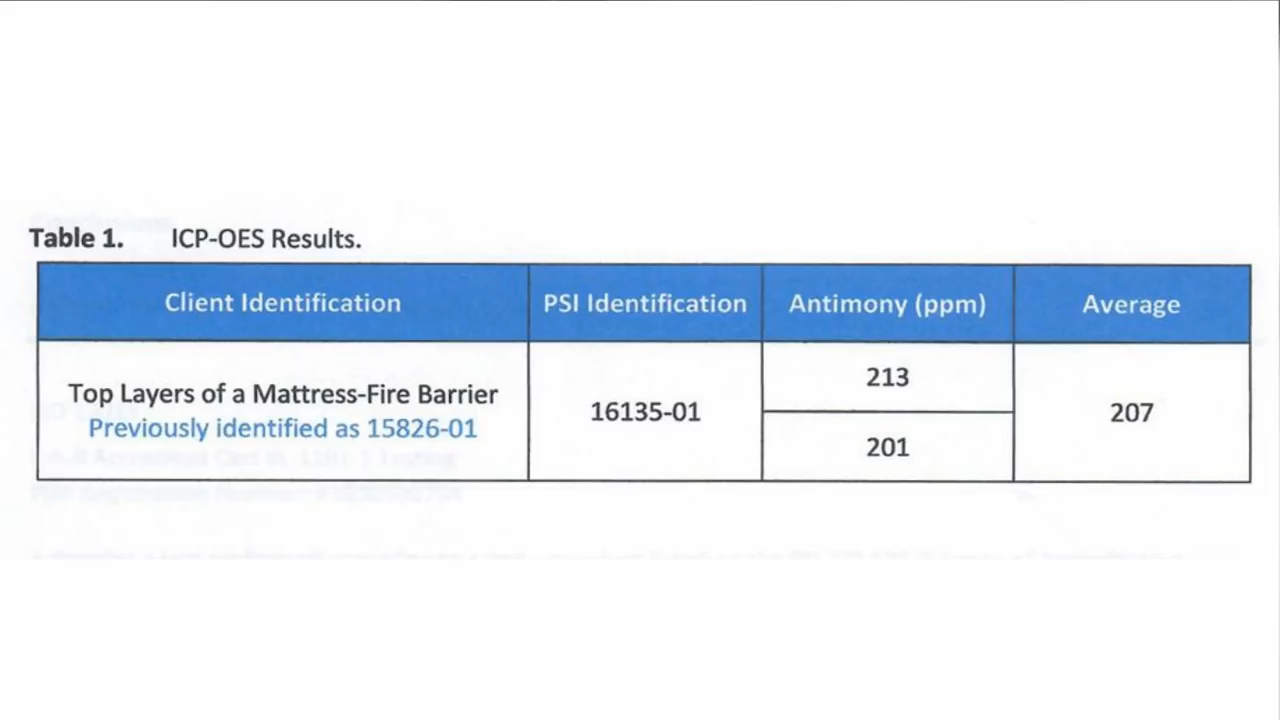 Table 1. ICP-OES Results.
Client Identification PSI Identification Antimony (ppm) Average
Top Layers of a Mattress-Fire Barrier
Previously identified as 15826-01
16135-01
213
201
207